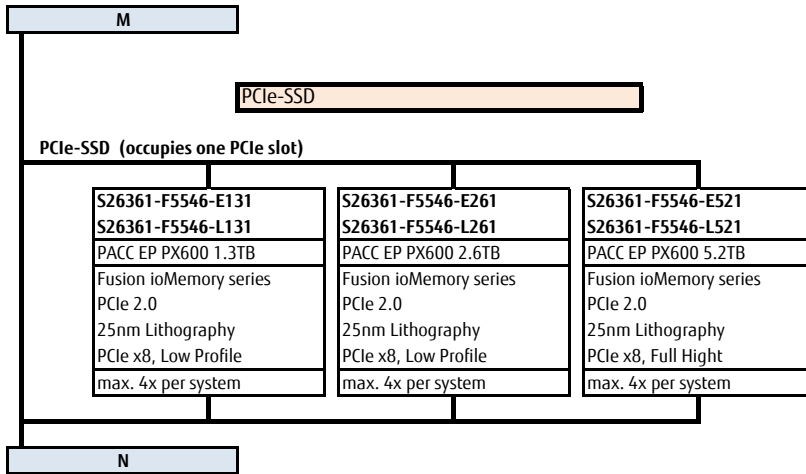 M
PCIe-SSD
PCIe-SSD (occupies one PCIe slot)
S26361-F5546-E131
S26361-F5546-L131
PACC EP PX600 1.3TB
Fusion ioMemory series
PCIe 2.0
25nm Lithography
PCIe x8, Low Profile
max. 4x per system
S26361-F5546-E261
S26361-F5546-L261
PACC EP PX600 2.6TB
Fusion ioMemory series
PCIe 2.0
25nm Lithography
PCIe x8, Low Profile
max. 4x per system
S26361-F5546-E521
S26361-F5546-L521
PACC EP PX600 5.2TB
Fusion ioMemory series
PCIe 2.0
25nm Lithography
PCIe x8, Full Hight
max. 4x per system
N